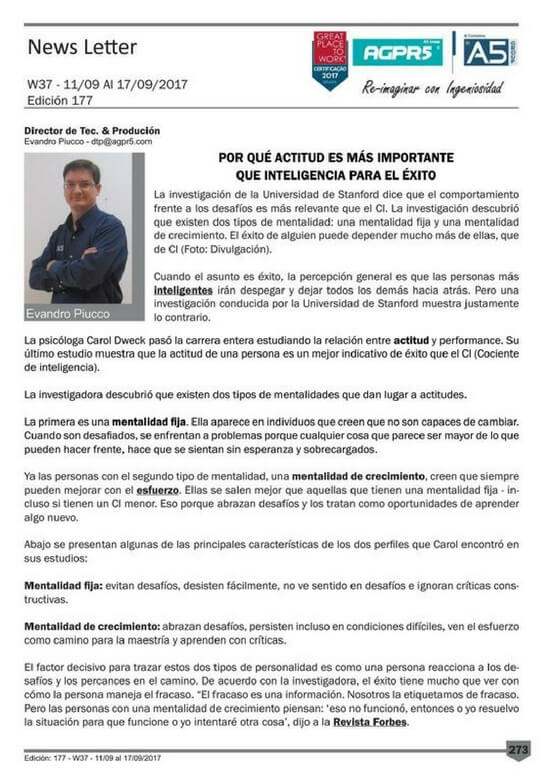 News Letter
W37 - 11/09 Al 17/09/2017
Edición 177
GREAT
PLACE
TO
WORK
CERTIFICAÇÃO
2017
AGPR5
A5
Re-imaginar con Ingeniosidad
Director de Tec. & Produción
Evandro Piucco - dtp@agpr5.com
POR QUÉ ACTITUD ES MÁS IMPORTANTE
QUE INTELIGENCIA PARA EL ÉXITO
La investigación de la Universidad de Stanford dice que el comportamiento
frente a los desafíos es más relevante que el CI. La investigación descubrió
que existen dos tipos de mentalidad: una mentalidad fija y una mentalidad
de crecimiento. El éxito de alguien puede depender mucho más de ellas, que
de CI (Foto: Divulgación).
Cuando el asunto es éxito, la percepción general es que las personas más
inteligentes irán despegar y dejar todos los demás hacia atrás. Pero una
investigación conducida por la Universidad de Stanford muestra justamente
lo contrario.
Evandro Piucco
La psicóloga Carol Dweck pasó la carrera entera estudiando la relación entre actitud y performance. Su
último estudio muestra que la actitud de una persona es un mejor indicativo de éxito que el CI (Cociente
de inteligencia).
La investigadora descubrió que existen dos tipos de mentalidades que dan lugar a actitudes.
La primera es una mentalidad fija. Ella aparece en individuos que creen que no son capaces de cambiar.
Cuando son desafiados, se enfrentan a problemas porque cualquier cosa que parece ser mayor de lo que
pueden hacer frente, hace que se sientan sin esperanza y sobrecargados.
Ya las personas con el segundo tipo de mentalidad, una mentalidad de crecimiento, creen que siempre
pueden mejorar con el esfuerzo. Ellas se salen mejor que aquellas que tienen una mentalidad fija - in-
cluso si tienen un CI menor. Eso porque abrazan desafíos y los tratan como oportunidades de aprender
algo nuevo.
Abajo se presentan algunas de las principales características de los dos perfiles que Carol encontró en
sus estudios:
Mentalidad fija: evitan desafíos, desisten fácilmente, no ve sentido en desafíos e ignoran críticas cons-
tructivas.
Mentalidad de crecimiento: abrazan desafíos, persisten incluso en condiciones difíciles, ven el esfuerzo
como camino para la maestría y aprenden con críticas.
El factor decisivo para trazar estos dos tipos de personalidad es como una persona reacciona a los de-
safíos y los percances en el camino. De acuerdo con la investigadora, el éxito tiene mucho que ver con
cómo la persona maneja el fracaso. “El fracaso es una información. Nosotros la etiquetamos de fracaso.
Pero las personas con una mentalidad de crecimiento piensan: ‘eso no funcionó, entonces o yo resuelvo
la situación para que funcione o yo intentaré otra cosa’, dijo a la Revista Forbes.
273
Edición: 177 - W37 - 11/09 al 17/09/2017